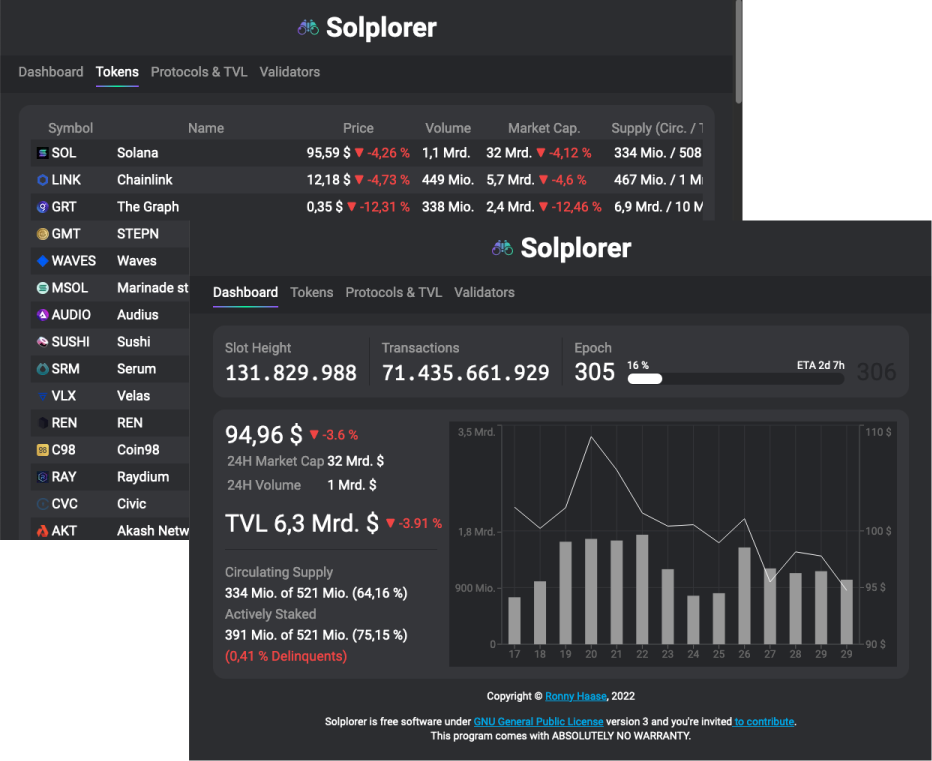 Solplorer
Dashboard Tokens Protocols & TVL Validators
Symbol Name Price Volume Market Cap. Supply (Circ. /
SOL Solana 95,59 $ ▼ -4,26 % 1,1 Mrd. 32 Mrd. ▼ -4,12 % 334 Mio. / 508
LINK Chainlink 12,18 $ ▼ -4,73 % 449 Mio. 5,7 Mrd. ▼ -4,6 % 467 Mio. / 1
GRT The Graph 0,35 $ ▼ -12,31 % 338 Mio. 2,4 Mrd. ▼ -12,46 % 6,9 Mrd. / 10
GMT STEPN
WAVES Waves
MSOL Marinade st
AUDIO Audius
SUSHI Sushi
SRM Serum
VLX Velas
REN REN
C98 Coin98
RAY Raydium
CVC Civic
AKT Akash Netw
Solplorer
Dashboard Tokens Protocols & TVL Validators
Slot Height Transactions Epoch
131.829.988 71.435.661.929 305 16 % ETA 2d 7h 306
94,96 $ ▼ -3.6 %
24H Market Cap 32 Mrd. $
24H Volume 1 Mrd. $
TVL 6,3 Mrd. $ ▼ -3.91 %
Circulating Supply
334 Mio. of 521 Mio. (64,16 %)
Actively Staked
391 Mio. of 521 Mio. (75,15 %)
(0,41 % Delinquents)
3,5 Mrd. 110 $
1,8 Mrd. 100 $
900 Mio. 95 $
0 90 $
17 18 19 20 21 22 23 24 25 26 27 28 29 29
Copyright © Ronny Haase, 2022
Solplorer is free software under GNU General Public License version 3 and you're invited to contribute.
This program comes with ABSOLUTELY NO WARRANTY.